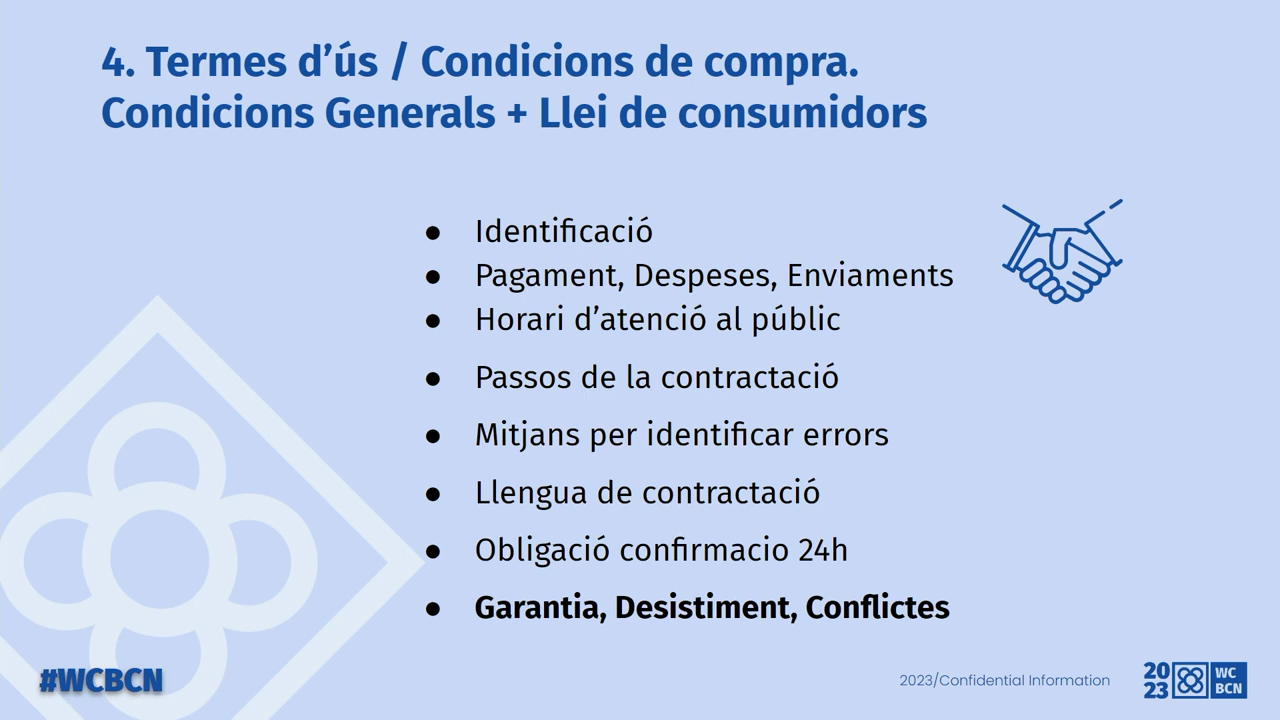 4. Termes d’ús / Condicions de compra.
Condicions Generals + Llei de consumidors
● Identificació
● Pagament, Despeses, Enviaments
● Horari d’atenció al públic
● Passos de la contractació
● Mitjans per identificar errors
● Llengua de contractació
● Obligació confirmacio 24h
● Garantia, Desistiment, Conflictes
#WCBCN
2023/Confidential Information
20 WC
23 BCN